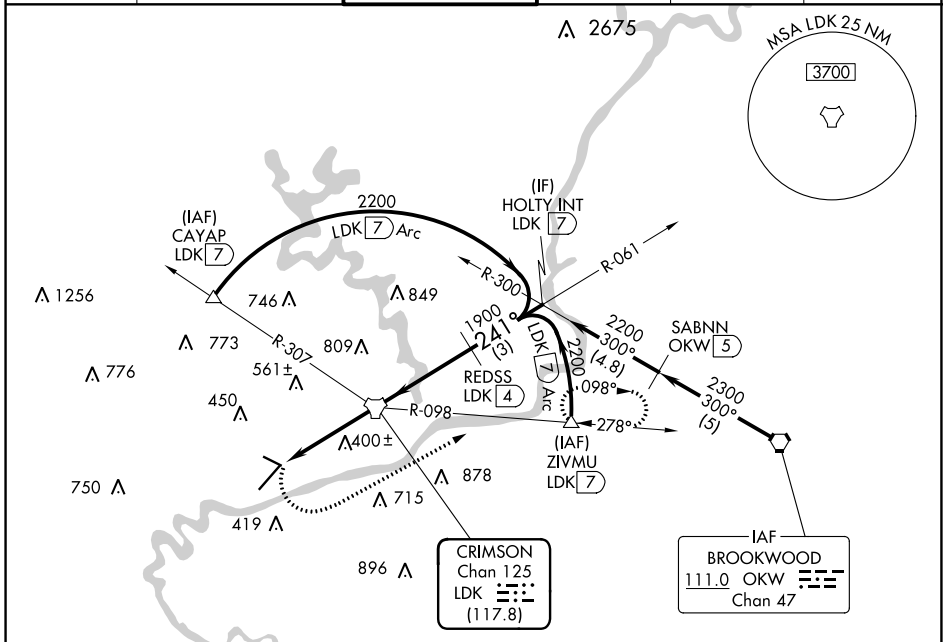 2675
MSA LDK 25 NM
3700
(IAF)
CAYAP
LDK 7
2200
LDK 7 Arc
(IF)
HOLTY INT
LDK 7
R-300
R-061
1256
746
849
773
809
561±
776
450
R-307
1900
241°
(3)
REDSS
LDK 4
LDK 7 Arc
2200
2200
300°
(4.8)
SABNN
OKW 5
2300
300°
(5)
098°
278°
R-098
400±
(IAF)
ZIVMU
LDK 7
750
878
715
419
896
CRIMSON
Chan 125
LDK
(117.8)
IAF
BROOKWOOD
111.0 OKW
Chan 47